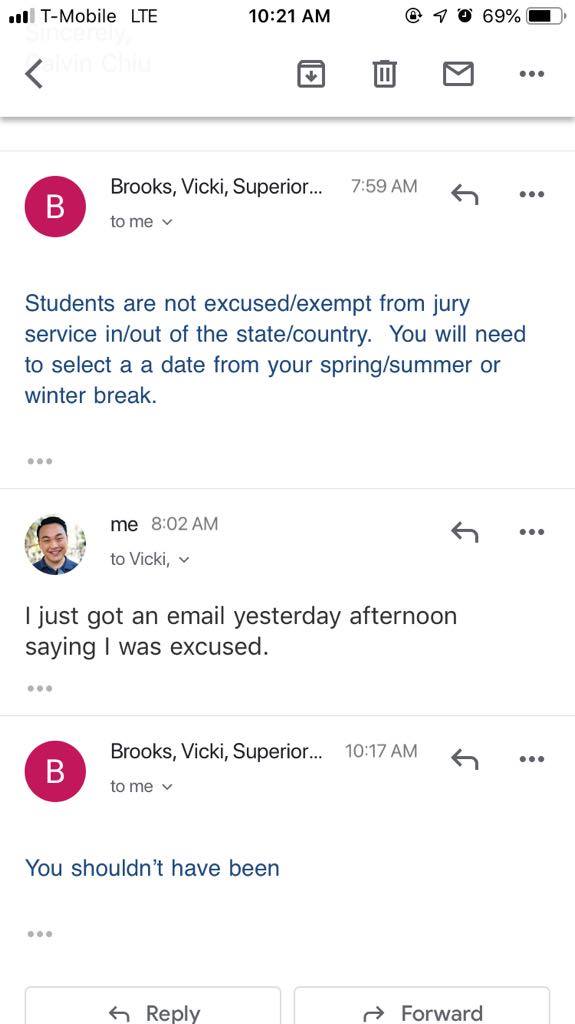 T-Mobile LTE 10:21 AM 69%
Sincerely,
Calvin Chiu
B
Brooks, Vicki, Superior... 7:59 AM
to me
Students are not excused/exempt from jury
service in/out of the state/country. You will need
to select a a date from your spring/summer or
winter break.
me 8:02 AM
to Vicki,
I just got an email yesterday afternoon
saying I was excused.
B
Brooks, Vicki, Superior... 10:17 AM
to me
You shouldn't have been
Reply
Forward